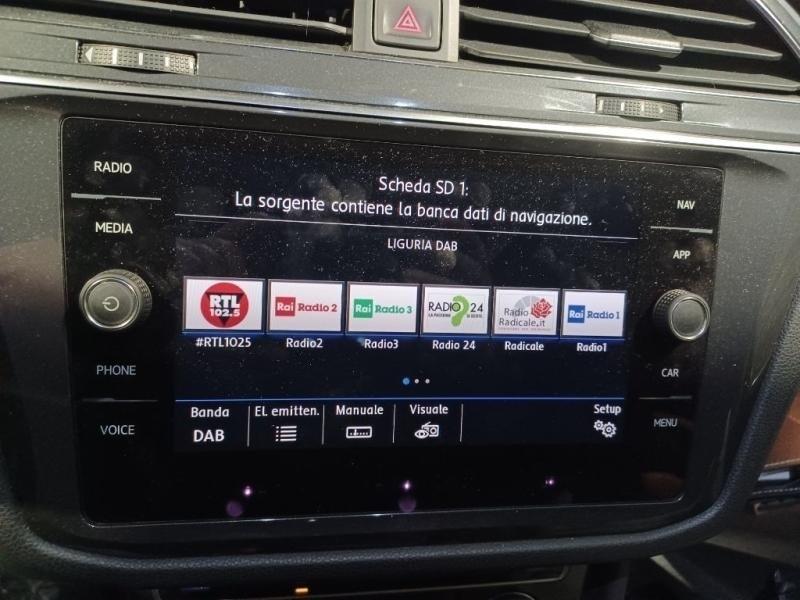 RADIO
MEDIA
PHONE
VOICE
Scheda SD 1:
La sorgente contiene la banca dati di navigazione.
LIGURIA DAB
RTL
102.5
Rai Radio 2
Rai Radio 3
RADIO 24
Radio
Radicale.it
Rai Radio 1
#RTL1025
Radio2
Radio3
Radio 24
Radicale
Radio1
Banda
DAB
El. emitten.
Manuale
Visuale
Setup
NAV
APP
CAR
MENU